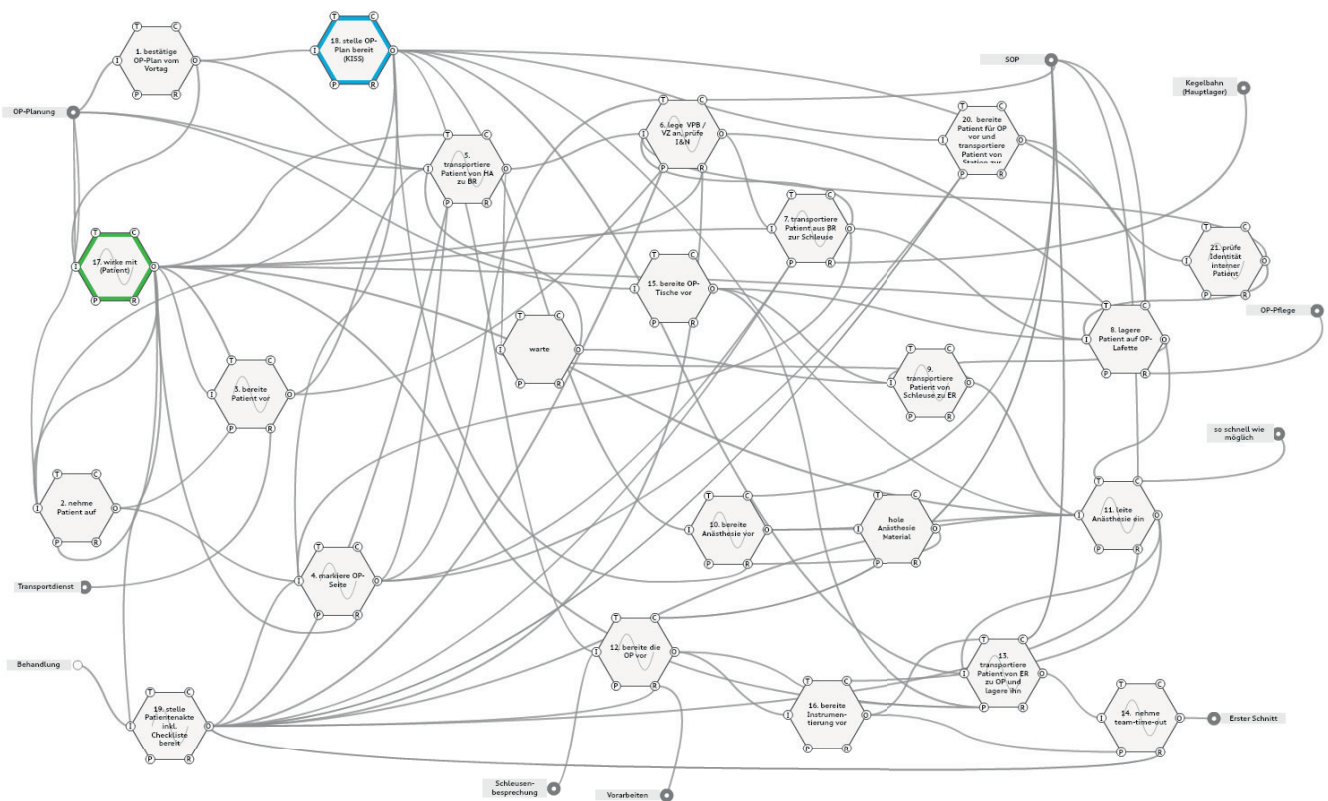 T C
1. bestätige
I OP-Plan vom O
Vortag
P R
T C
18. stelle OP-
I Plan bereit O
(KISS)
P R
SOP
Kegelbahn
(Hauptlager)
OP-Planung
T C
5.
transportiere
I Patient von HA O
zu BR
P R
T C
6. lege VPB /
I VZ an, prüfe O
I&N
P R
T C
20. bereite
Patient für OP
I vor und O
transportiere
Patient von
Station zur
P R
T C
7. transportiere
I Patient aus BR O
zur Schleuse
P R
T C
21. prüfe
I Identität O
interner
Patient
P R
T C
17. wirke mit
I (Patient) O
P R
T C
15. bereite OP-
I Tische vor O
P R
OP-Pflege
T C
8. lagere
I Patient auf OP- O
Lafette
P R
T C
I warte O
P R
T C
3. bereite
I Patient vor O
P R
T C
9.
transportiere
I Patient von O
Schleuse zu ER
P R
so schnell wie
möglich
T C
2. nehme
I Patient auf O
P R
T C
10. bereite
I Anästhesie vor O
P R
T C
hole
I Anästhesie O
Material
P R
T C
11. leite
I Anästhesie ein O
P R
Transportdienst
T C
4. markiere OP-
I Seite O
P R
Behandlung
T C
12. bereite die
I OP vor O
P R
T C
13.
transportiere
I Patient von ER O
zu OP und
lagere ihn
P R
T C
19. stelle
Patientenakte
I inkl. O
Checkliste
bereit
P R
T C
16. bereite
I Instrumen- O
tierung vor
T C
14. nehme
I team-time-out O
P R
Erster Schnitt
Schleusen-
besprechung
Vorarbeiten